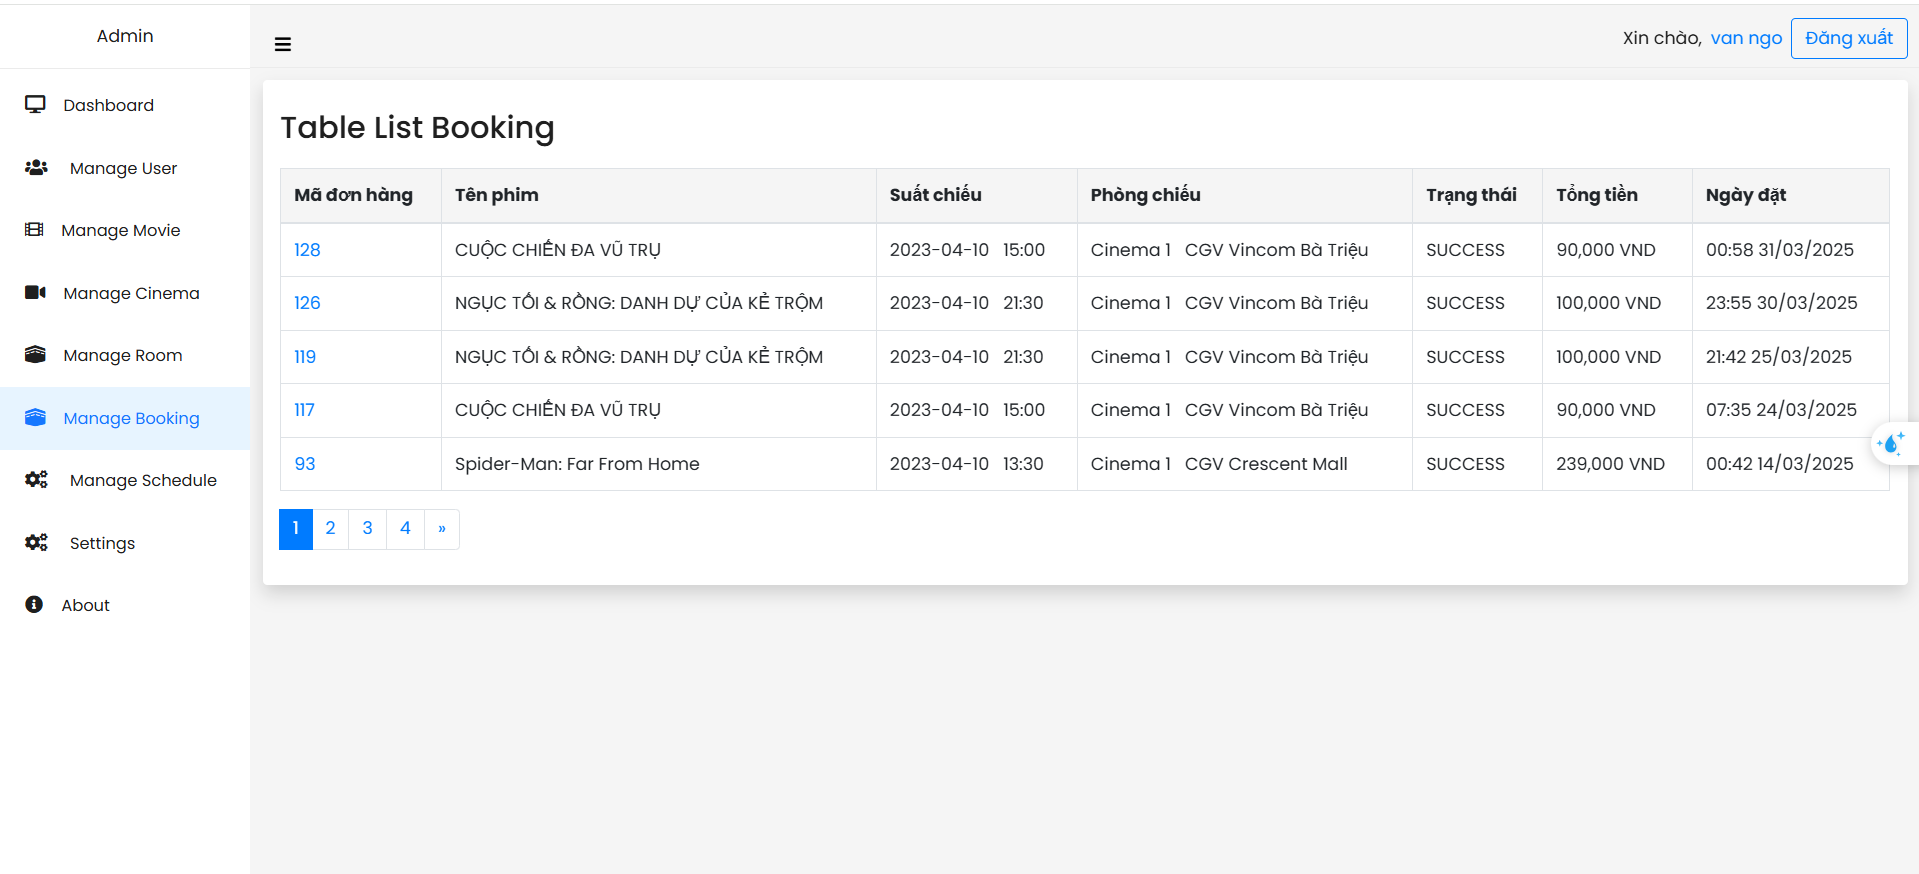 Admin
Xin chào, van ngo Đăng xuất
Dashboard
Manage User
Manage Movie
Manage Cinema
Manage Room
Manage Booking
Manage Schedule
Settings
About
Table List Booking
Mã đơn hàng Tên phim Suất chiếu Phòng chiếu Trạng thái Tổng tiền Ngày đặt
128 CUỘC CHIẾN ĐA VŨ TRỤ 2023-04-10 15:00 Cinema 1 CGV Vincom Bà Triệu SUCCESS 90,000 VND 00:58 31/03/2025
126 NGỤC TỐI & RỒNG: DANH DỰ CỦA KẺ TRỘM 2023-04-10 21:30 Cinema 1 CGV Vincom Bà Triệu SUCCESS 100,000 VND 23:55 30/03/2025
119 NGỤC TỐI & RỒNG: DANH DỰ CỦA KẺ TRỘM 2023-04-10 21:30 Cinema 1 CGV Vincom Bà Triệu SUCCESS 100,000 VND 21:42 25/03/2025
117 CUỘC CHIẾN ĐA VŨ TRỤ 2023-04-10 15:00 Cinema 1 CGV Vincom Bà Triệu SUCCESS 90,000 VND 07:35 24/03/2025
93 Spider-Man: Far From Home 2023-04-10 13:30 Cinema 1 CGV Crescent Mall SUCCESS 239,000 VND 00:42 14/03/2025
1 2 3 4 »